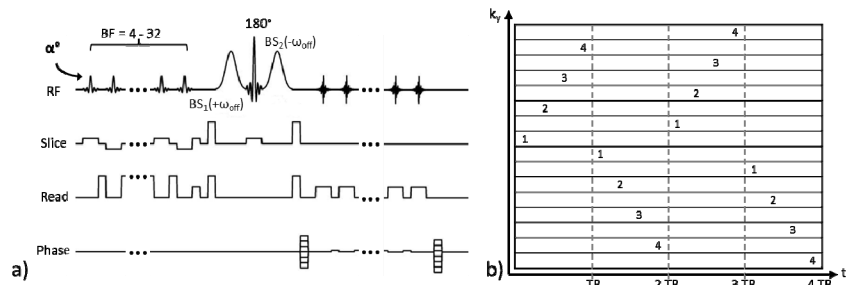 BF = 4 - 32
180°
BS₂(-ω_off)
α°
RF
BS₁(+ω_off)
Slice
Read
Phase
a)
k_y
4
4
3
3
2
2
1
1
1
1
2
2
3
3
4
4
b)
TR
2 TR
3 TR
4 TR
t